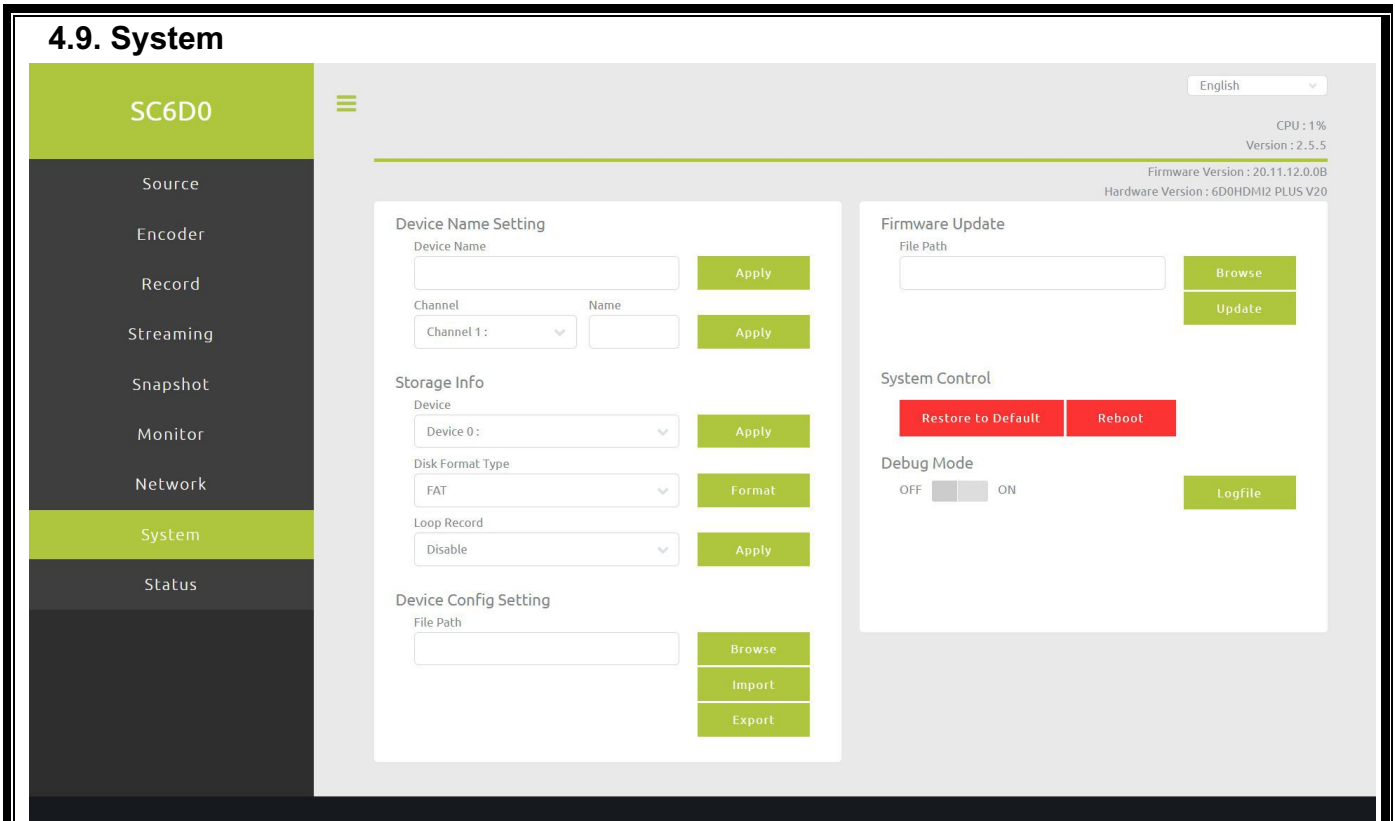 4.9. System
SC6D0
Source
Encoder
Record
Streaming
Snapshot
Monitor
Network
System
Status
English
CPU : 1%
Version : 2.5.5
Firmware Version : 20.11.12.0.0B
Hardware Version : 6D0HDMI2 PLUS V20
Device Name Setting
Device Name
Apply
Channel Name
Channel 1 : Apply
Storage Info
Device
Device 0 : Apply
Disk Format Type
FAT Format
Loop Record
Disable Apply
Device Config Setting
File Path
Browse
Import
Export
Firmware Update
File Path
Browse
Update
System Control
Restore to Default Reboot
Debug Mode
OFF ON Logfile